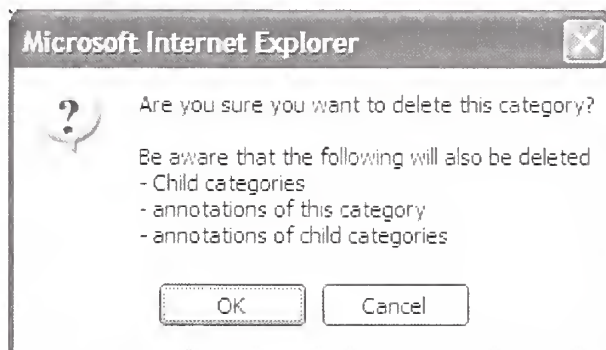 Microsoft Internet Explorer
Are you sure you want to delete this category?
Be aware that the following will also be deleted
- Child categories
- annotations of this category
- annotations of child categories
OK
Cancel